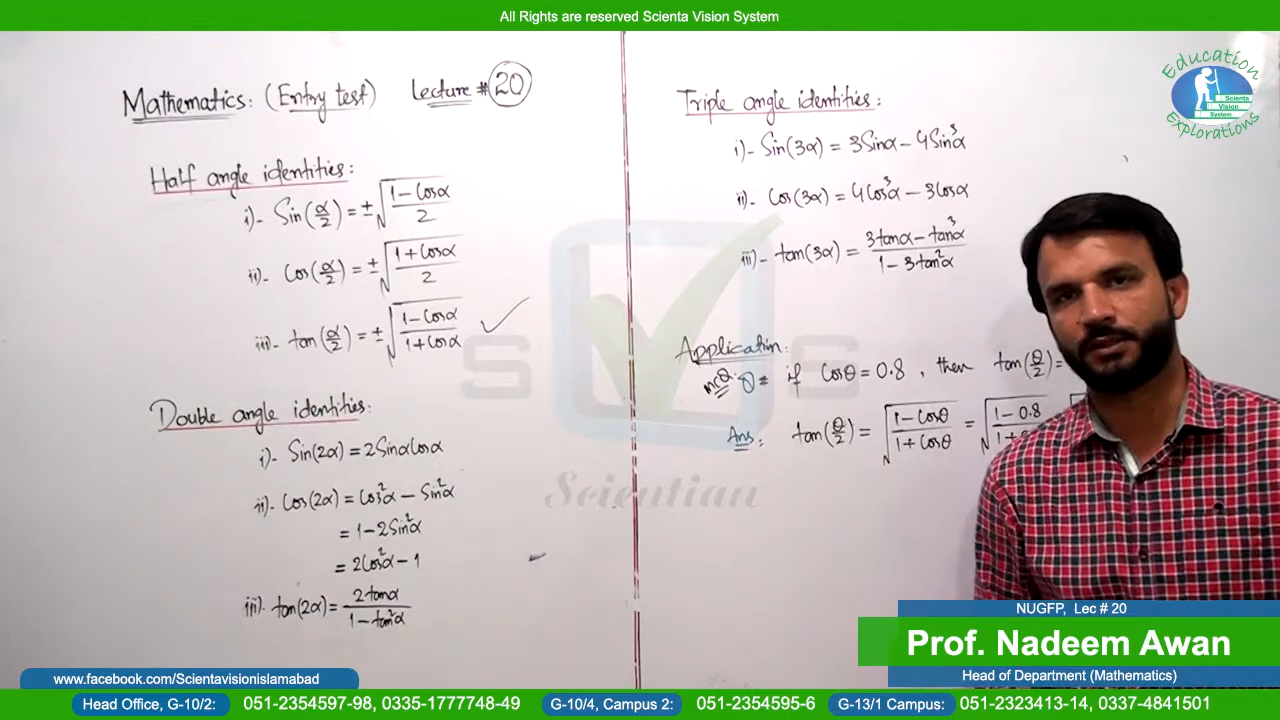 All Rights are reserved Scienta Vision System
Mathematics: (Entry test) Lecture # 20
Half angle identities:
i)- Sin(α/2) = ±√((1 - Cosα)/2)
ii)- Cos(α/2) = ±√((1 + Cosα)/2)
iii)- tan(α/2) = ±√((1 - Cosα)/(1 + Cosα)) ✓
Double angle identities:
i)- Sin(2α) = 2SinαCosα
ii)- Cos(2α) = Cos²α - Sin²α
= 1 - 2Sin²α
= 2Cos²α - 1
iii)- tan(2α) = 2tanα/(1 - tan²α)
Triple angle identities:
i)- Sin(3α) = 3Sinα - 4Sin³α
ii)- Cos(3α) = 4Cos³α - 3Cosα
iii)- tan(3α) = (3tanα - tan³α)/(1 - 3tan²α)
Application:
MCQ Q# if Cosθ = 0.8, then tan(θ/2) =
Ans: tan(θ/2) = √((1 - Cosθ)/(1 + Cosθ)) = √((1 - 0.8)/(1 +
S V S
Scientian
Education
Scienta
Vision
System
Explorations
NUGFP, Lec # 20
Prof. Nadeem Awan
Head of Department (Mathematics)
www.facebook.com/Scientavisionislamabad
Head Office, G-10/2: 051-2354597-98, 0335-1777748-49 G-10/4, Campus 2: 051-2354595-6 G-13/1 Campus: 051-2323413-14, 0337-4841501